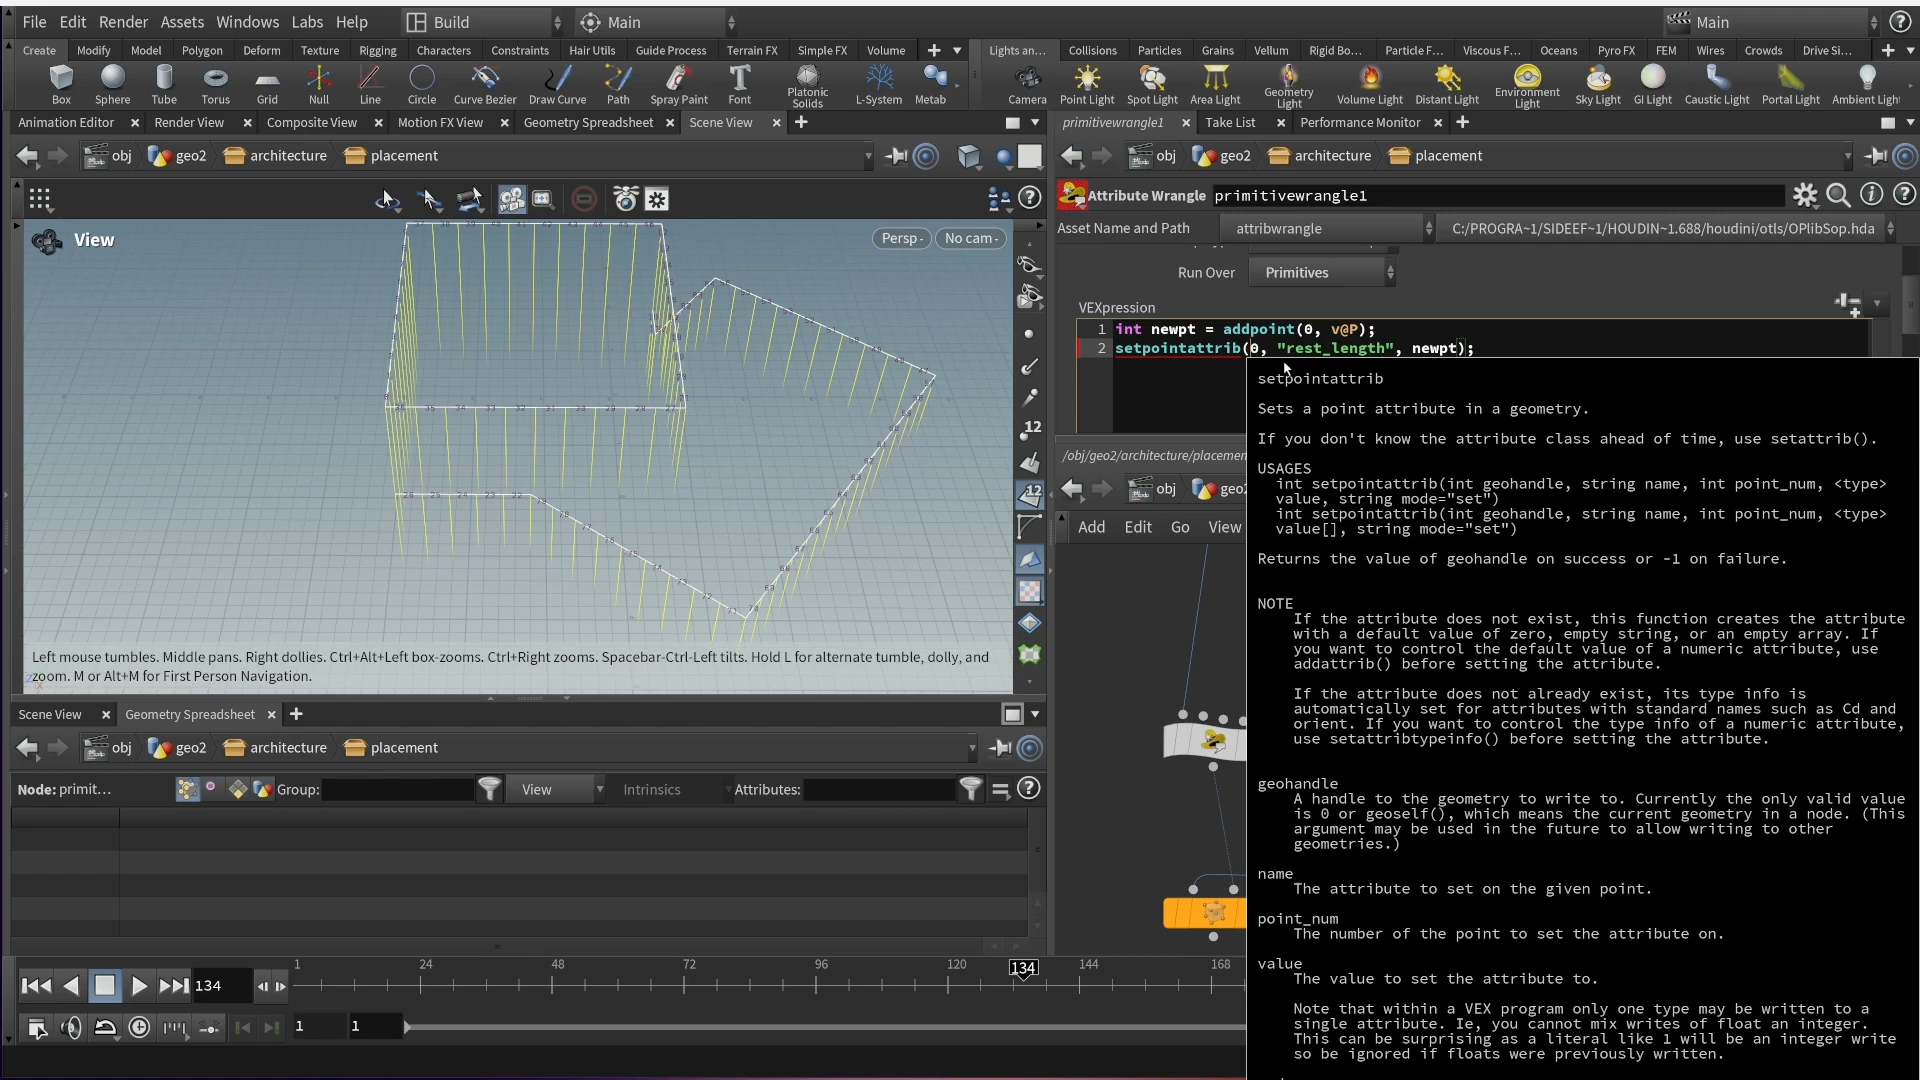 File Edit Render Assets Windows Labs Help Build Main Main
Create Modify Model Polygon Deform Texture Rigging Characters Constraints Hair Utils Guide Process Terrain FX Simple FX Volume Lights an... Collisions Particles Grains Vellum Rigid Bo... Particle F... Viscous F... Oceans Pyro FX FEM Wires Crowds Drive Si...
Box Sphere Tube Torus Grid Null Line Circle Curve Bezier Draw Curve Path Spray Paint Font Platonic Solids L-System Metab Camera Point Light Spot Light Area Light Geometry Light Volume Light Distant Light Environment Light Sky Light GI Light Caustic Light Portal Light Ambient Light
Animation Editor Render View Composite View Motion FX View Geometry Spreadsheet Scene View primitivewrangle1 Take List Performance Monitor
obj geo2 architecture placement obj geo2 architecture placement
Attribute Wrangle primitivewrangle1
View Persp No cam
Asset Name and Path attribwrangle C:/PROGRA~1/SIDEEF~1/HOUDIN~1.688/houdini/otls/OPlibSop.hda
Run Over Primitives
VEXpression
1 int newpt = addpoint(0, v@P);
2 setpointattrib(0, "rest_length", newpt);
setpointattrib
Sets a point attribute in a geometry.
If you don't know the attribute class ahead of time, use setattrib().
USAGES
int setpointattrib(int geohandle, string name, int point_num, <type>
value, string mode="set")
int setpointattrib(int geohandle, string name, int point_num, <type>
value[], string mode="set")
Returns the value of geohandle on success or -1 on failure.
NOTE
If the attribute does not exist, this function creates the attribute
with a default value of zero, empty string, or an empty array. If
you want to control the default value of a numeric attribute, use
addattrib() before setting the attribute.
If the attribute does not already exist, its type info is
automatically set for attributes with standard names such as Cd and
orient. If you want to control the type info of a numeric attribute,
use setattribtypeinfo() before setting the attribute.
geohandle
A handle to the geometry to write to. Currently the only valid value
is 0 or geoself(), which means the current geometry in a node. (This
argument may be used in the future to allow writing to other
geometries.)
name
The attribute to set on the given point.
point_num
The number of the point to set the attribute on.
value
The value to set the attribute to.
Note that within a VEX program only one type may be written to a
single attribute. Ie, you cannot mix writes of float an integer.
This can be surprising as a literal like 1 will be an integer write
so be ignored if floats were previously written.
/obj/geo2/architecture/placemen
obj geo2
Add Edit Go View
12
12
Left mouse tumbles. Middle pans. Right dollies. Ctrl+Alt+Left box-zooms. Ctrl+Right zooms. Spacebar-Ctrl-Left tilts. Hold L for alternate tumble, dolly, and
zoom. M or Alt+M for First Person Navigation.
Scene View Geometry Spreadsheet
obj geo2 architecture placement
Node: primit... Group: View Intrinsics Attributes:
1 24 48 72 96 120 134 144 168
134
1 1